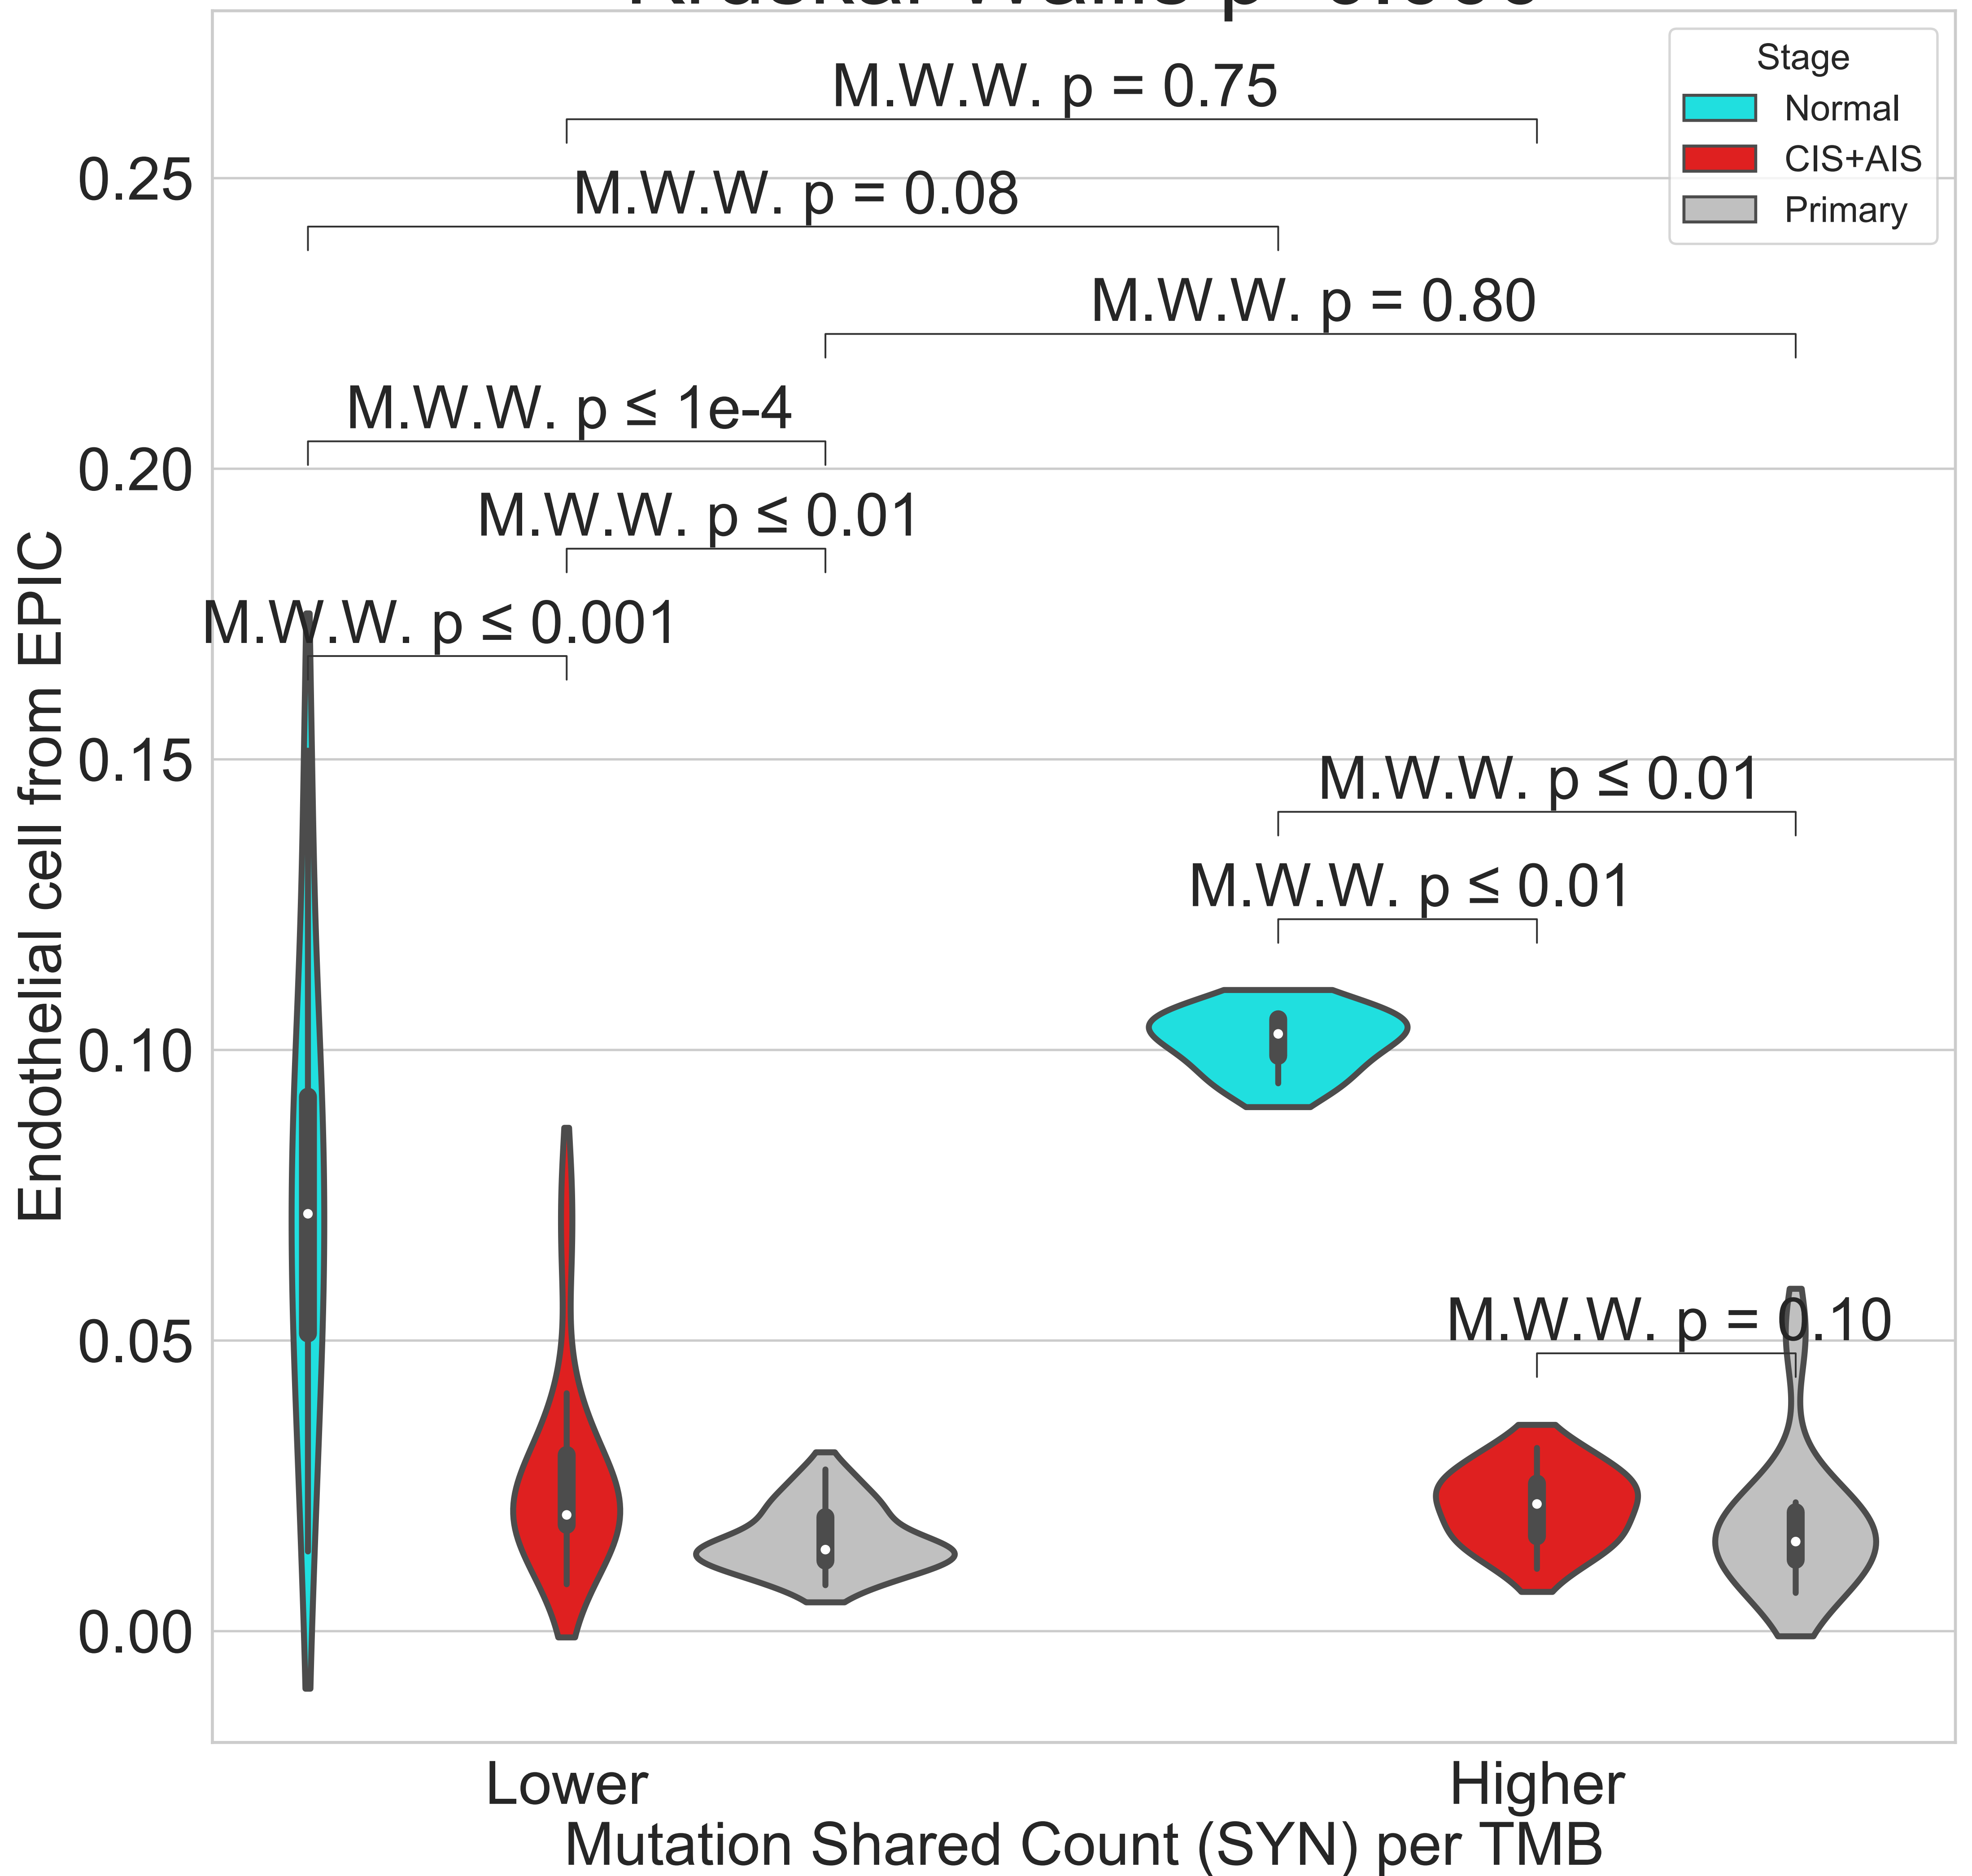 M.W.W. p = 0.75
M.W.W. p = 0.08
M.W.W. p = 0.80
M.W.W. p ≤ 1e-4
M.W.W. p ≤ 0.01
M.W.W. p ≤ 0.001
M.W.W. p ≤ 0.01
M.W.W. p ≤ 0.01
M.W.W. p = 0.10
Stage
Normal
CIS+AIS
Primary
Endothelial cell from EPIC
0.25
0.20
0.15
0.10
0.05
0.00
Lower
Higher
Mutation Shared Count (SYN) per TMB